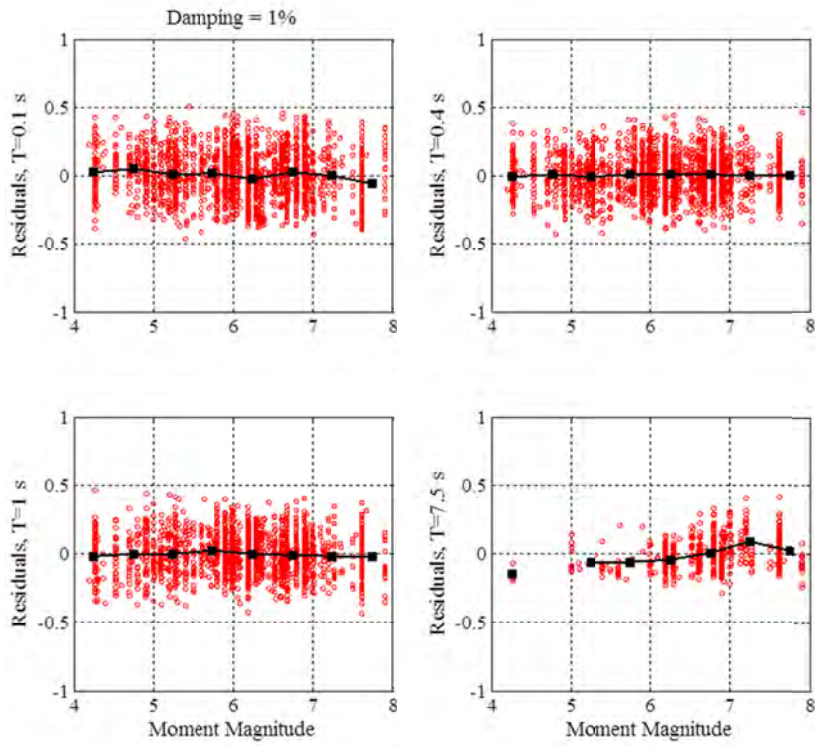 Damping = 1%
1
0.5
0
-0.5
-1
Residuals, T=0.1 s
4 5 6 7 8
1
0.5
0
-0.5
-1
Residuals, T=0.4 s
4 5 6 7 8
1
0.5
0
-0.5
-1
Residuals, T=1 s
4 5 6 7 8
Moment Magnitude
1
0.5
0
-0.5
-1
Residuals, T=7.5 s
4 5 6 7 8
Moment Magnitude